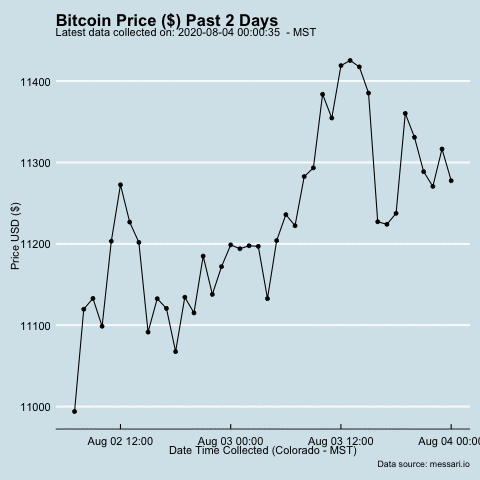 Bitcoin Price ($) Past 2 Days
Latest data collected on: 2020-08-04 00:00:35 - MST
11400
11300
11200
11100
11000
Price USD ($)
Aug 02 12:00 Aug 03 00:00 Aug 03 12:00 Aug 04 00:00
Date Time Collected (Colorado - MST)
Data source: messari.io